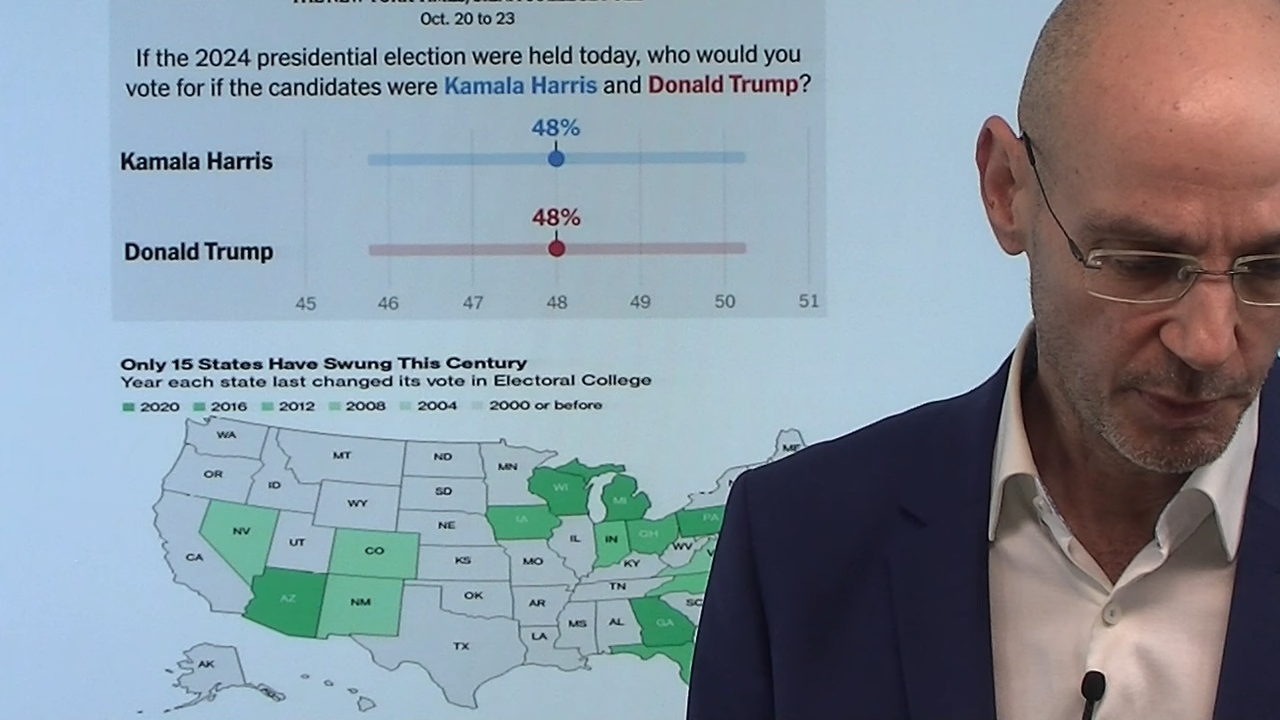 Oct. 20 to 23
If the 2024 presidential election were held today, who would you
vote for if the candidates were Kamala Harris and Donald Trump?
48%
Kamala Harris
48%
Donald Trump
45 46 47 48 49 50 51
Only 15 States Have Swung This Century
Year each state last changed its vote in Electoral College
2020 2016 2012 2008 2004 2000 or before
WA
MT
ND
MN
ME
OR
ID
SD
WI
MI
WY
NE
IA
PA
NV
UT
CO
IL
IN
OH
WV
CA
KS
MO
KY
TN
AZ
NM
OK
AR
SC
MS
AL
GA
TX
LA
AK